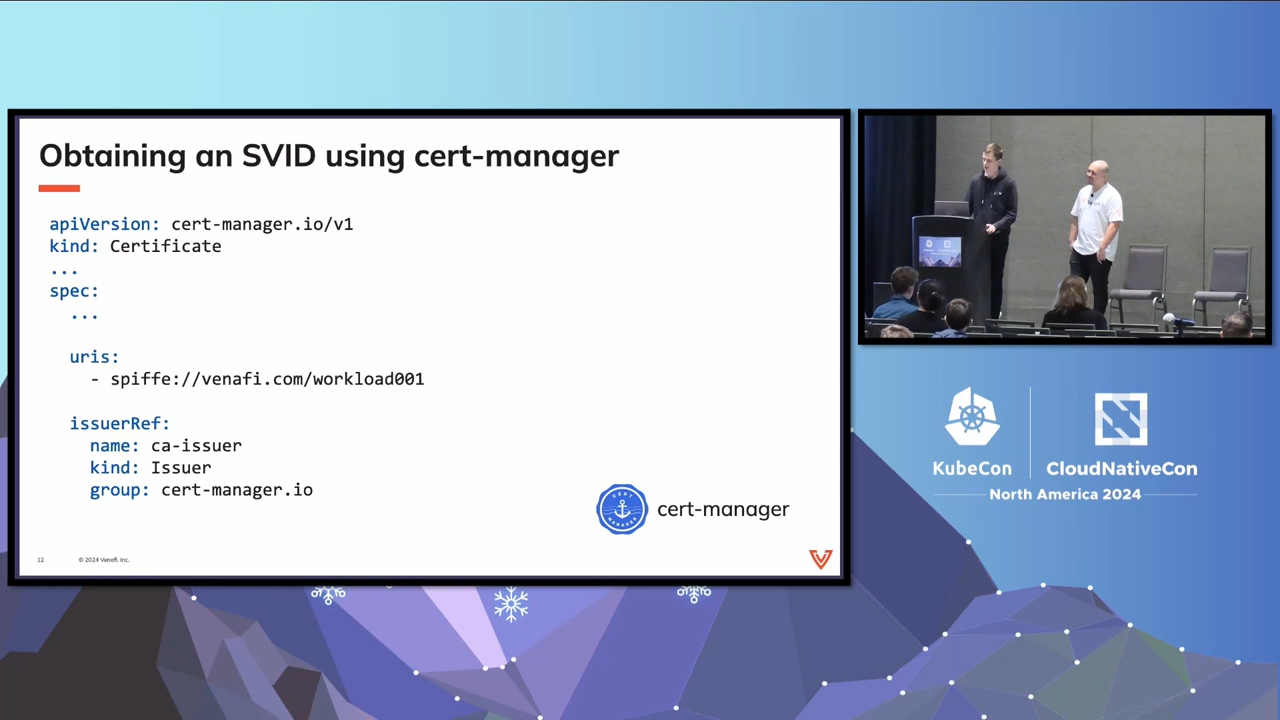 Obtaining an SVID using cert-manager
apiVersion: cert-manager.io/v1
kind: Certificate
...
spec:
...
uris:
- spiffe://venafi.com/workload001
issuerRef:
name: ca-issuer
kind: Issuer
group: cert-manager.io
CERT
MANAGER
cert-manager
12
© 2024 Venafi, Inc.
KubeCon
CloudNativeCon
North America 2024